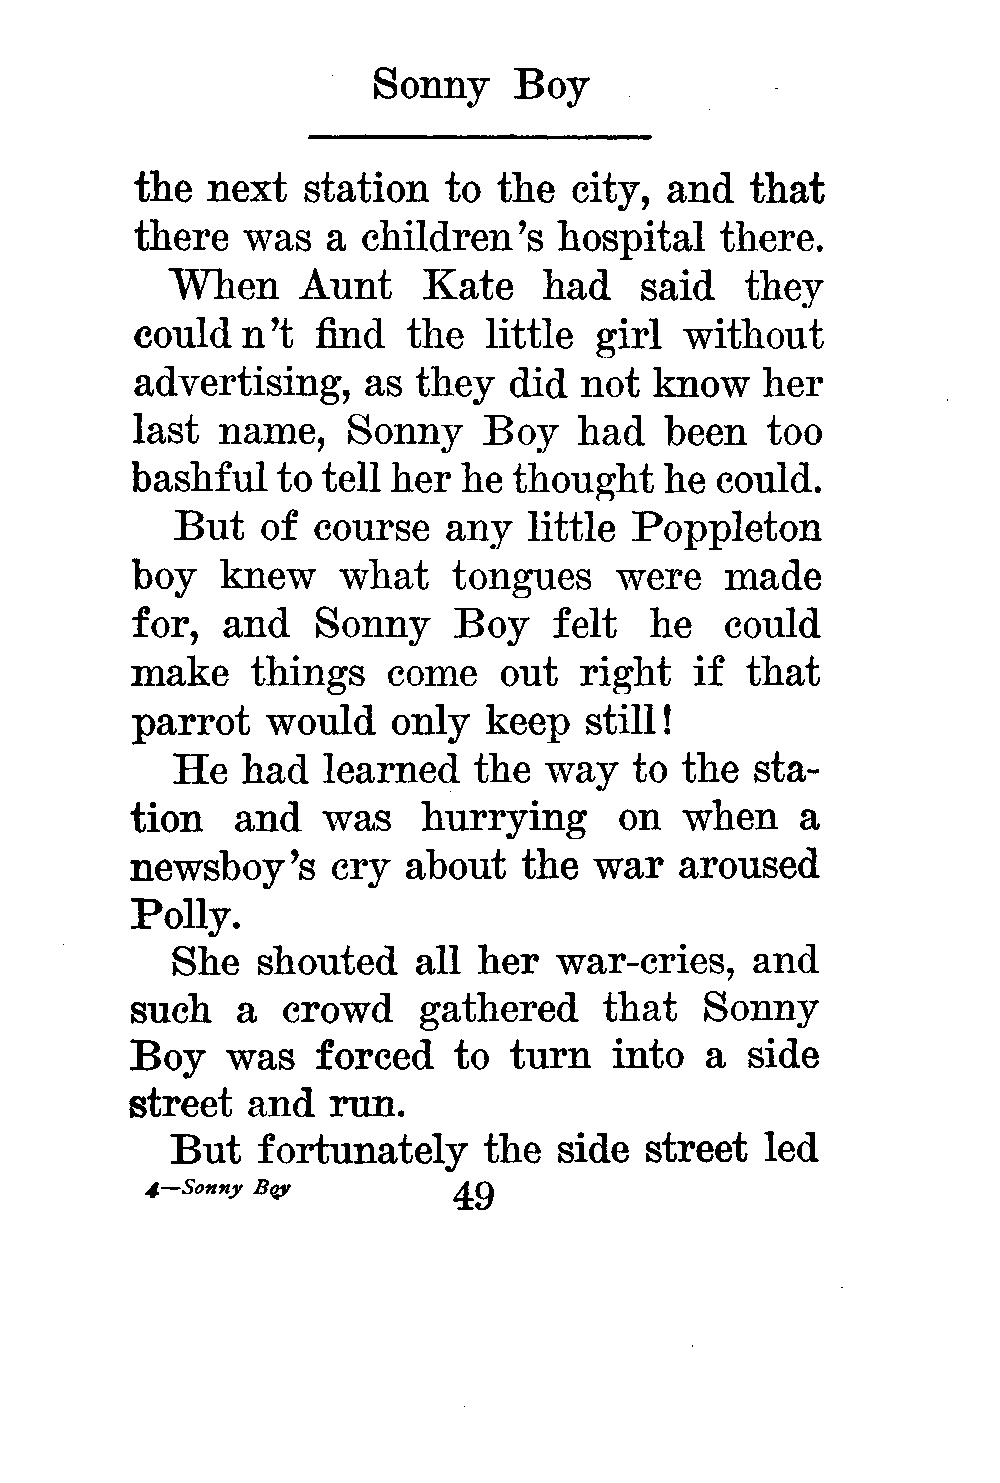 Sonny Boy
the next station to the city, and that
there was a children's hospital there.
When Aunt Kate had said they
could n't find the little girl without
advertising, as they did not know her
last name, Sonny Boy had been too
bashful to tell her he thought he could.
But of course any little Poppleton
boy knew what tongues were made
for, and Sonny Boy felt he could
make things come out right if that
parrot would only keep still!
He had learned the way to the sta-
tion and was hurrying on when a
newsboy's cry about the war aroused
Polly.
She shouted all her war-cries, and
such a crowd gathered that Sonny
Boy was forced to turn into a side
street and run.
But fortunately the side street led
4—Sonny Boy 49